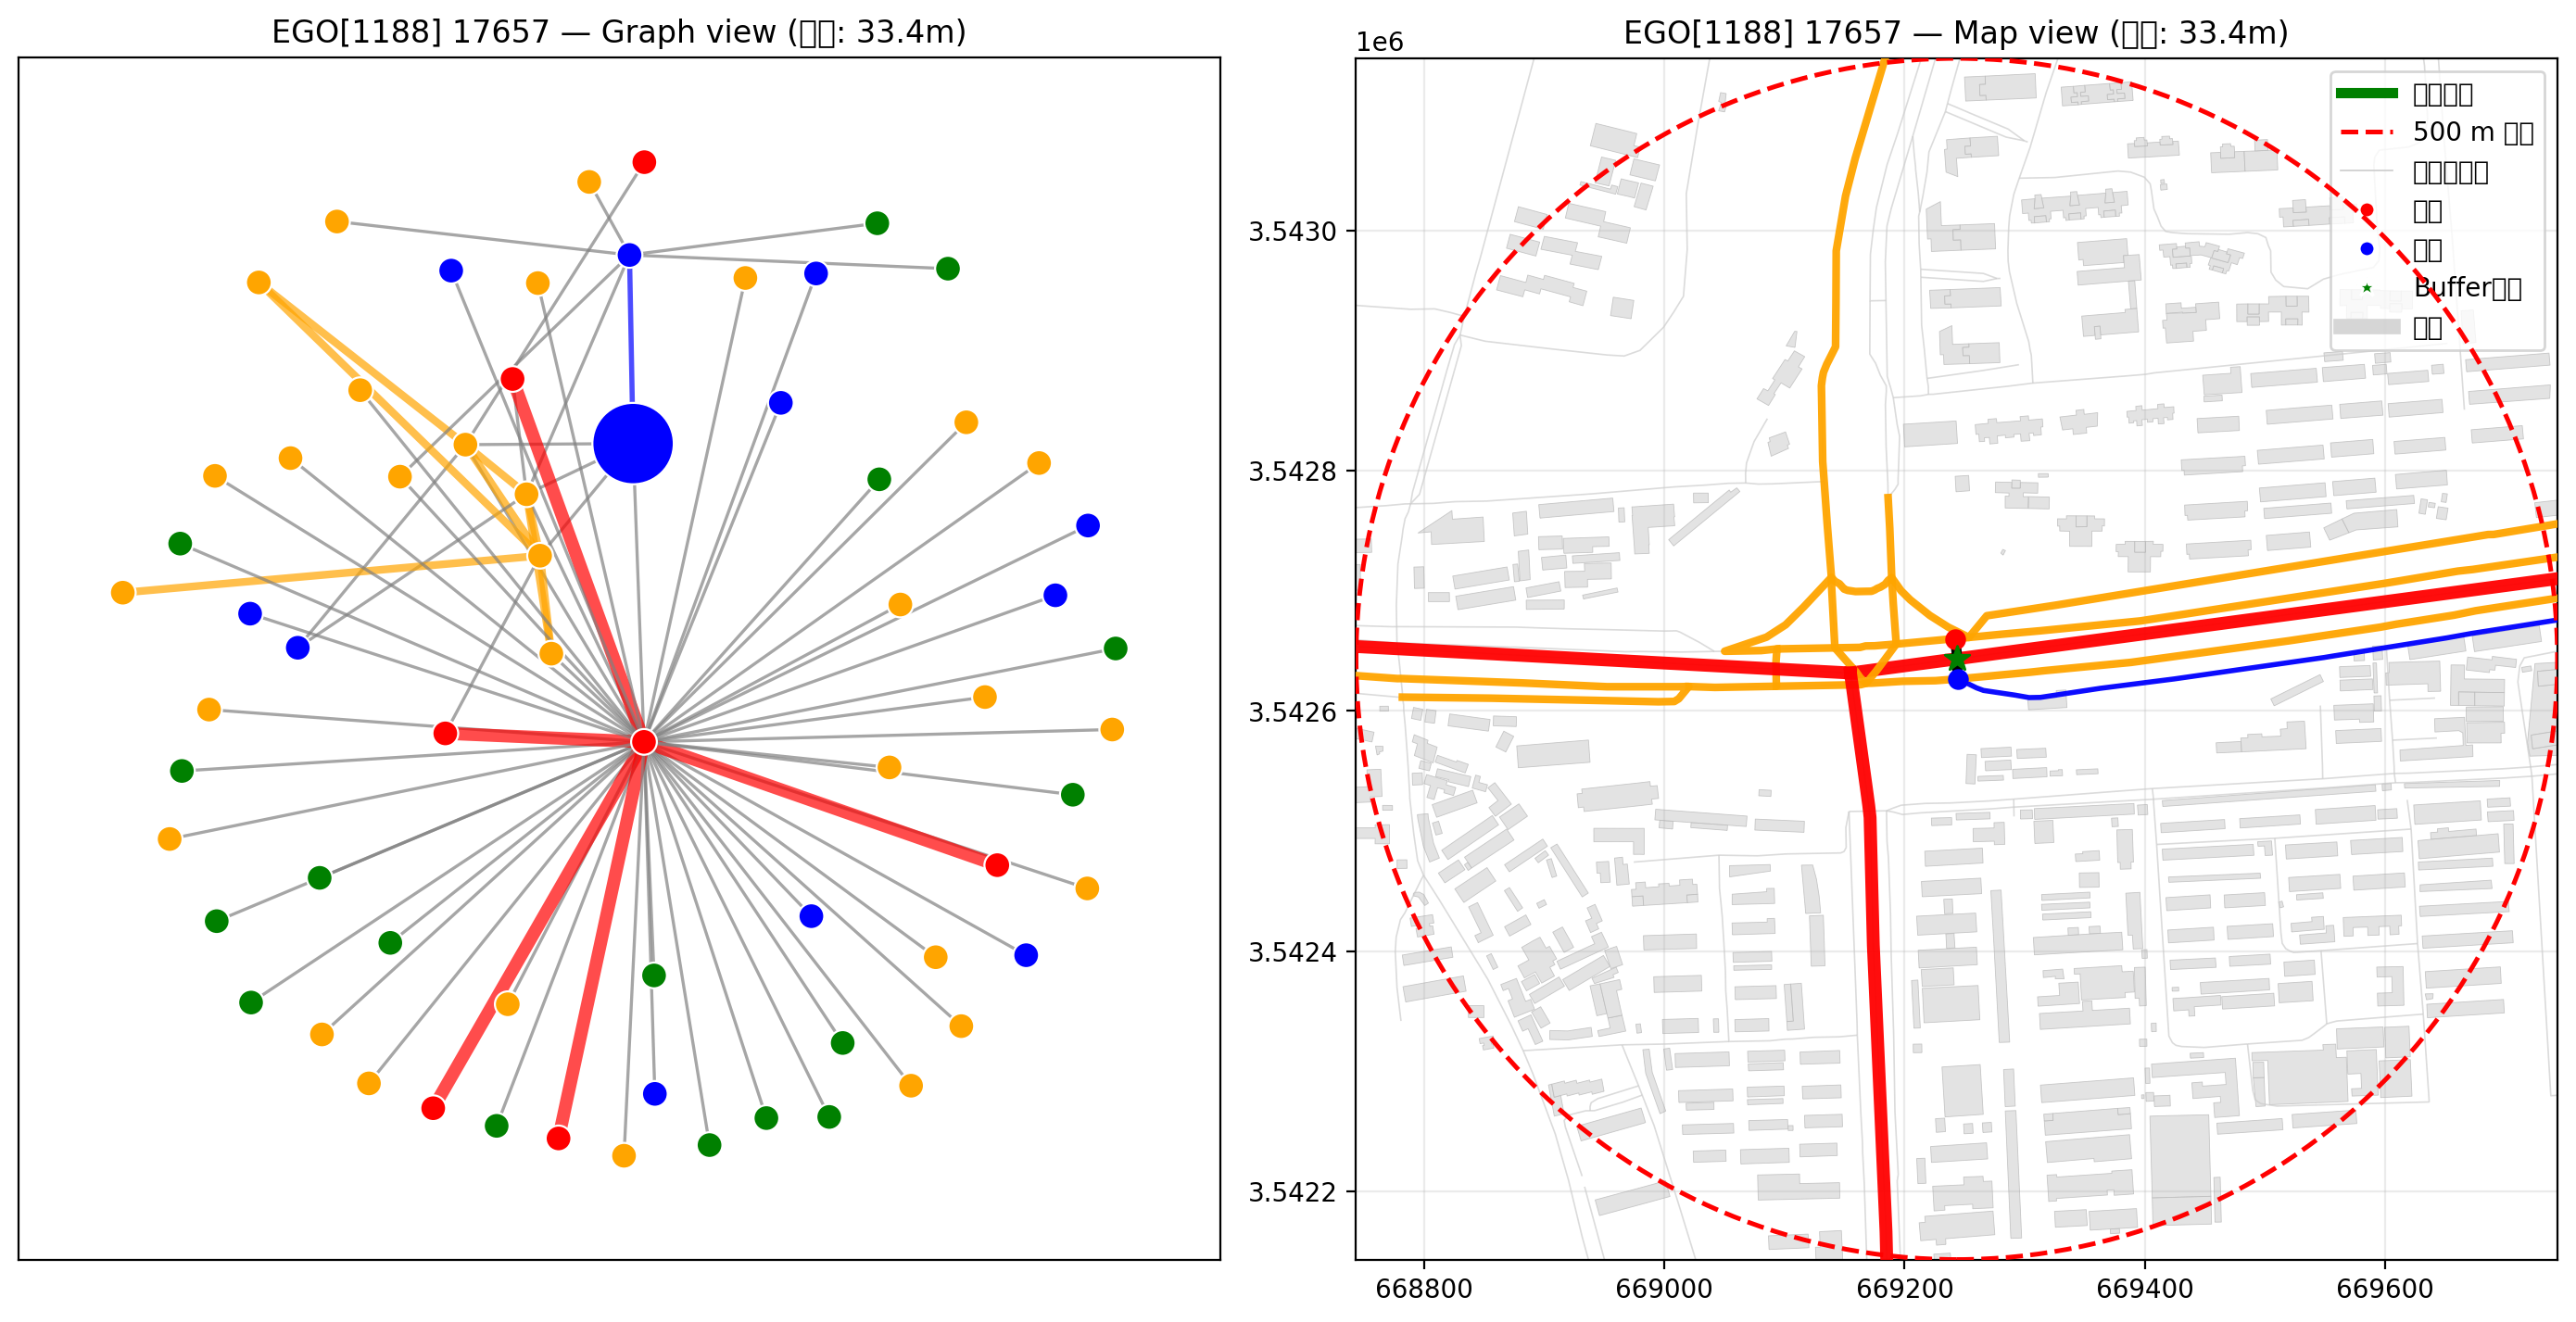 EGO[1188] 17657 — Graph view (: 33.4m)
EGO[1188] 17657 — Map view (: 33.4m)
1e6
500 m
Buffer
3.5430
3.5428
3.5426
3.5424
3.5422
668800 669000 669200 669400 669600